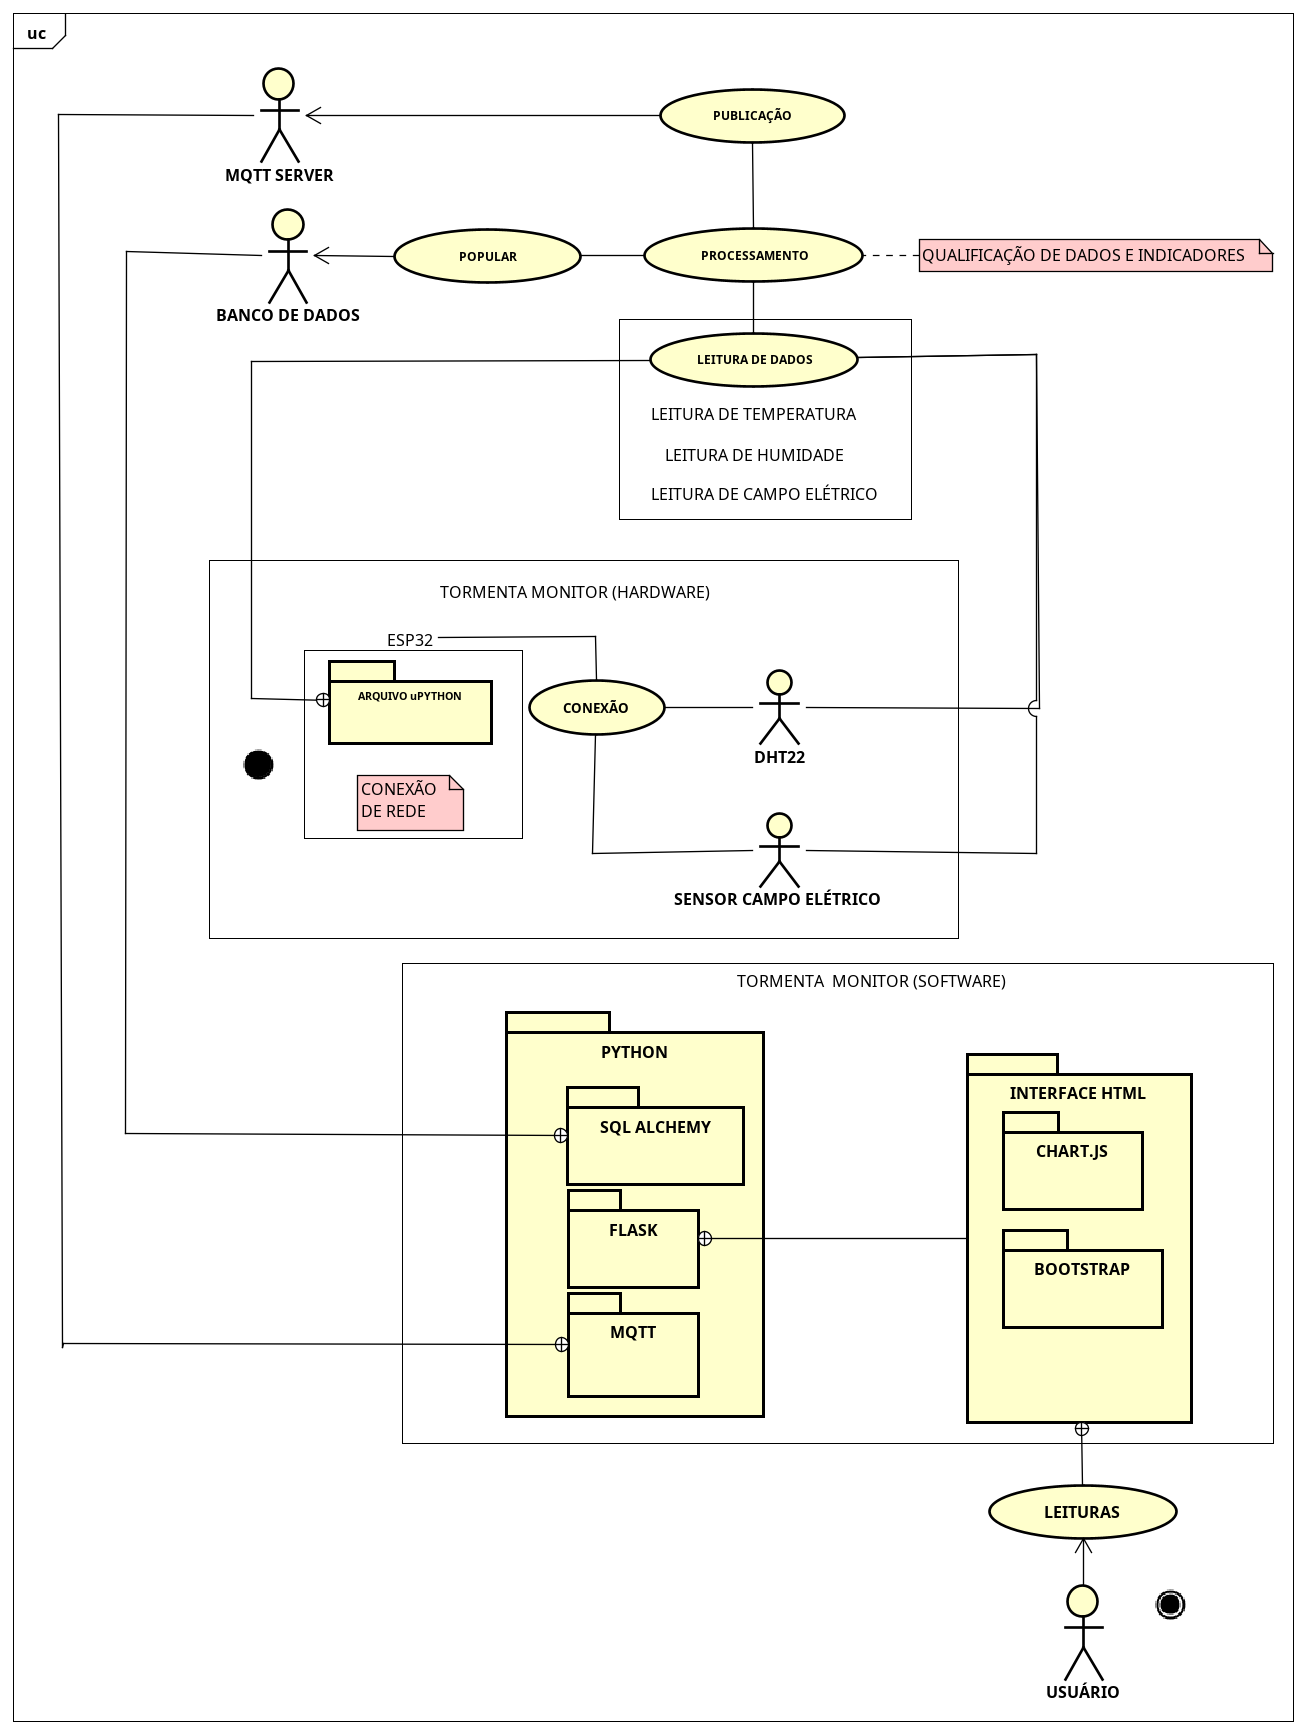 uc
PUBLICAÇÃO
MQTT SERVER
POPULAR
PROCESSAMENTO
QUALIFICAÇÃO DE DADOS E INDICADORES
BANCO DE DADOS
LEITURA DE DADOS
LEITURA DE TEMPERATURA
LEITURA DE HUMIDADE
LEITURA DE CAMPO ELÉTRICO
TORMENTA MONITOR (HARDWARE)
ESP32
ARQUIVO uPYTHON
CONEXÃO
DHT22
CONEXÃO
DE REDE
SENSOR CAMPO ELÉTRICO
TORMENTA  MONITOR (SOFTWARE)
PYTHON
INTERFACE HTML
SQL ALCHEMY
CHART.JS
FLASK
BOOTSTRAP
MQTT
LEITURAS
USUÁRIO